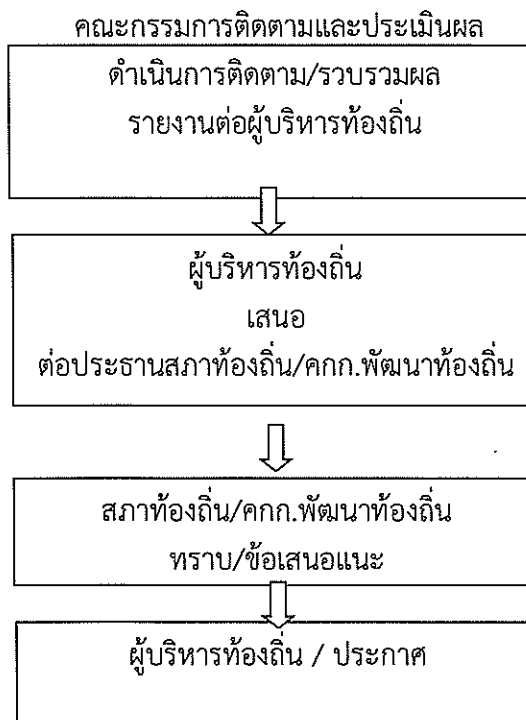 คณะกรรมการติดตามและประเมินผล
ดำเนินการติดตาม/รวบรวมผล
รายงานต่อผู้บริหารท้องถิ่น
ผู้บริหารท้องถิ่น
เสนอ
ต่อประธานสภาท้องถิ่น/คกก.พัฒนาท้องถิ่น
สภาท้องถิ่น/คกก.พัฒนาท้องถิ่น
ทราบ/ข้อเสนอแนะ
ผู้บริหารท้องถิ่น / ประกาศ